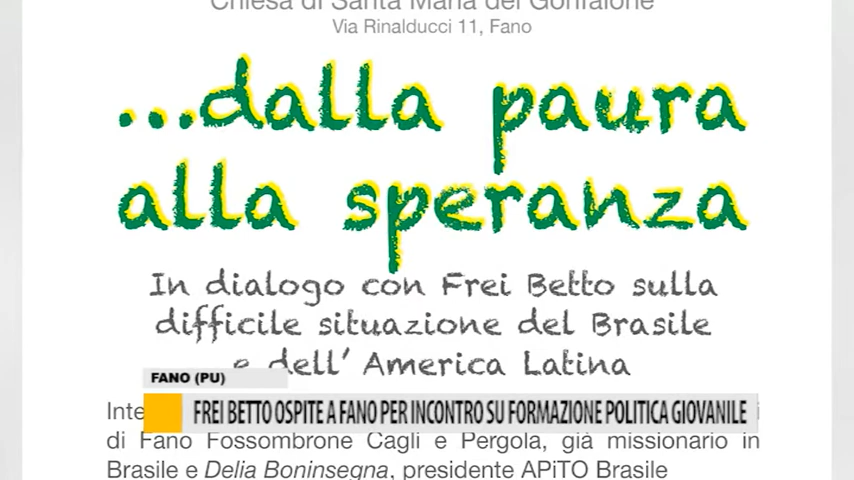 Chiesa di Santa Maria del Gonfalone
Via Rinalducci 11, Fano
...dalla paura
alla speranza
In dialogo con Frei Betto sulla
difficile situazione del Brasile
e dell' America Latina
FANO (PU)
FREI BETTO OSPITE A FANO PER INCONTRO SU FORMAZIONE POLITICA GIOVANILE
di Fano Fossombrone Cagli e Pergola, già missionario in
Brasile e Delia Boninsegna, presidente APiTO Brasile